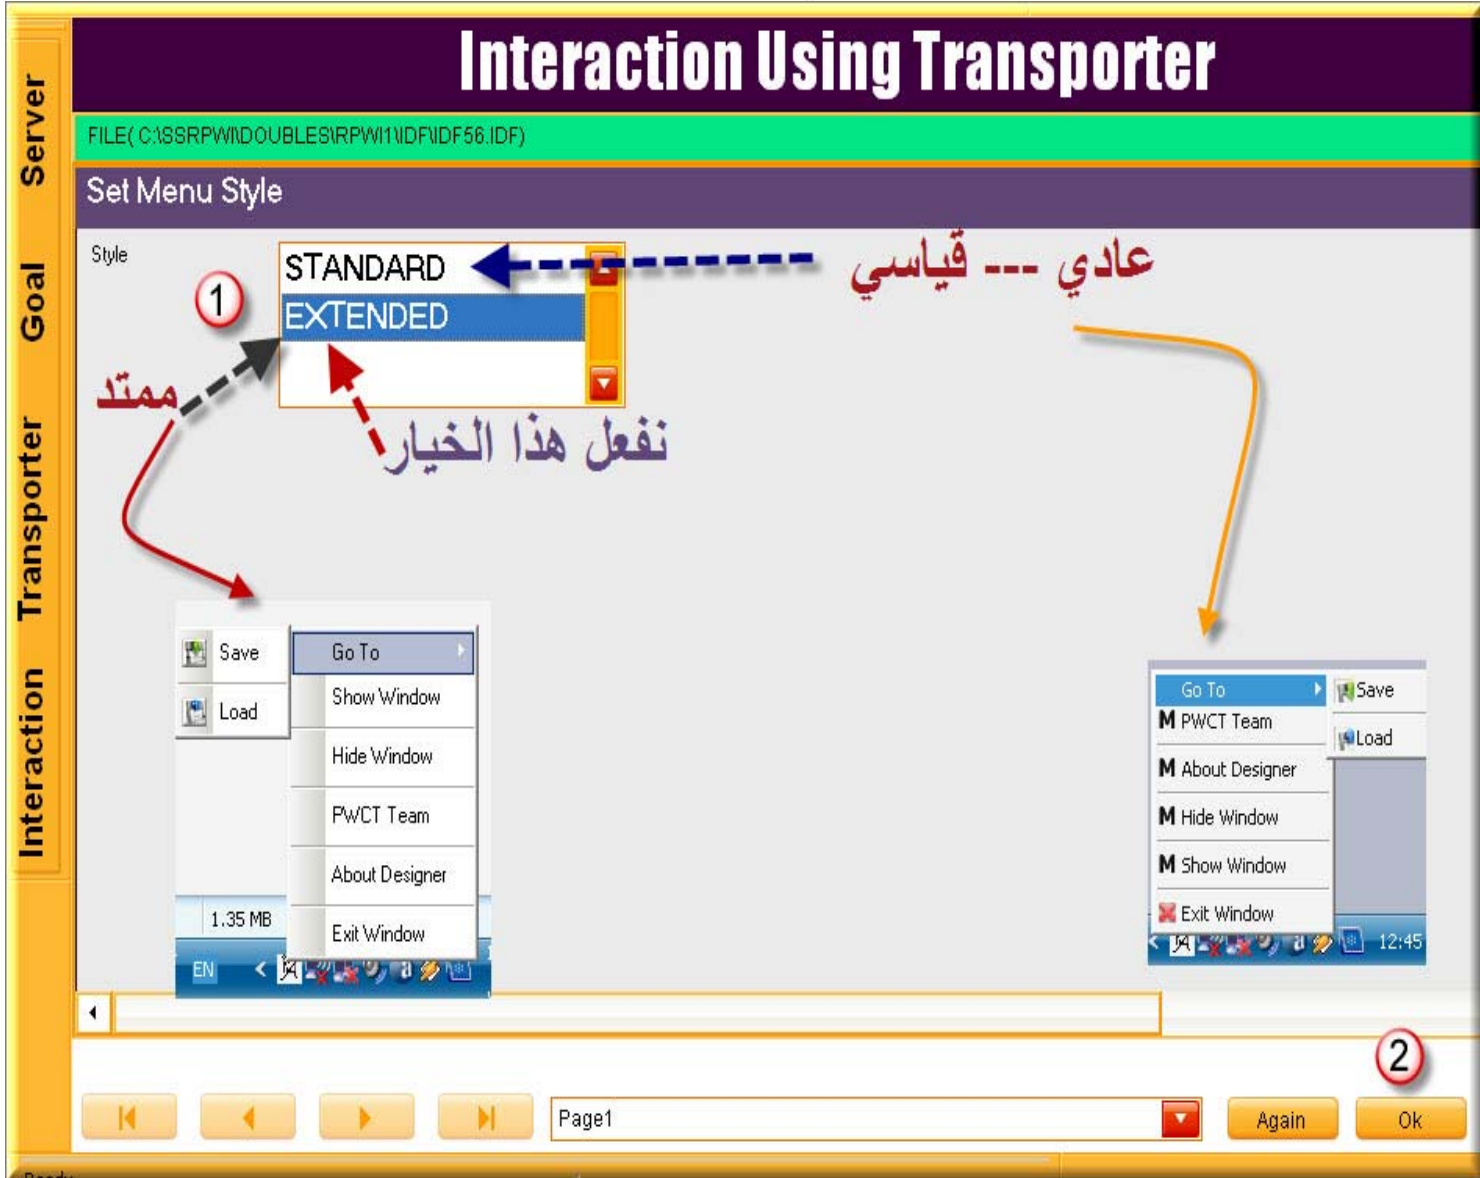 Interaction Using Transporter
Server
Goal
Transporter
Interaction
FILE( C:\SSRPWI\DOUBLES\RPWI1\IDF\IDF56.IDF)
Set Menu Style
Style
STANDARD
عادي --- قياسي
1
EXTENDED
ممتد
نفعل هذا الخيار
Save
Load
Go To
Show Window
Hide Window
PWCT Team
About Designer
Exit Window
1.35 MB
EN
Go To
M PWCT Team
M About Designer
M Hide Window
M Show Window
Exit Window
Save
Load
12:45
2
Page1
Again
Ok